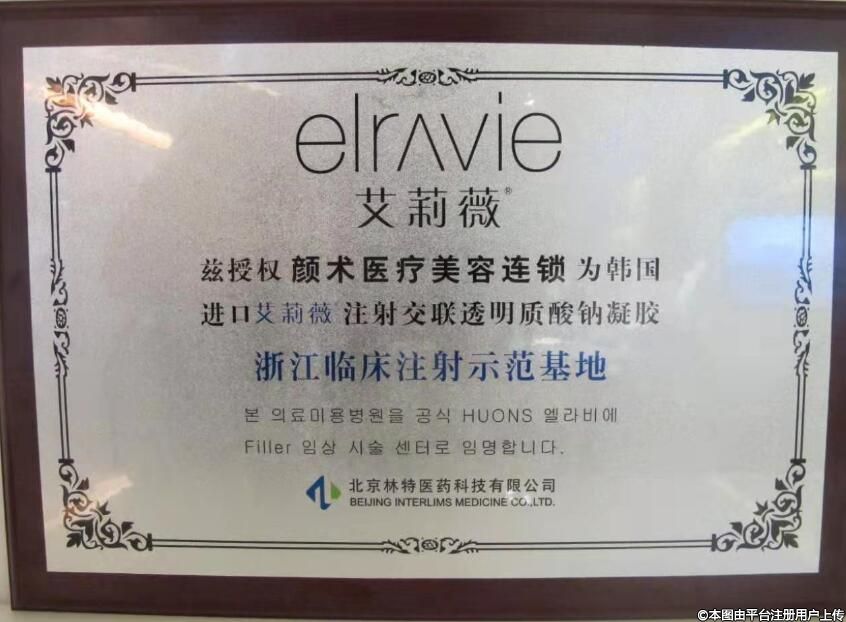 elravie
艾莉薇®
兹授权 颜术医疗美容连锁 为韩国
进口艾莉薇®注射交联透明质酸钠凝胶
浙江临床注射示范基地
본 의료미용병원을 공식 HUONS 엘라비에
Filler 임상 시술 센터로 임명합니다.
北京林特医药科技有限公司
BEIJING INTERLIMS MEDICINE CO.,LTD.
©本图由平台注册用户上传